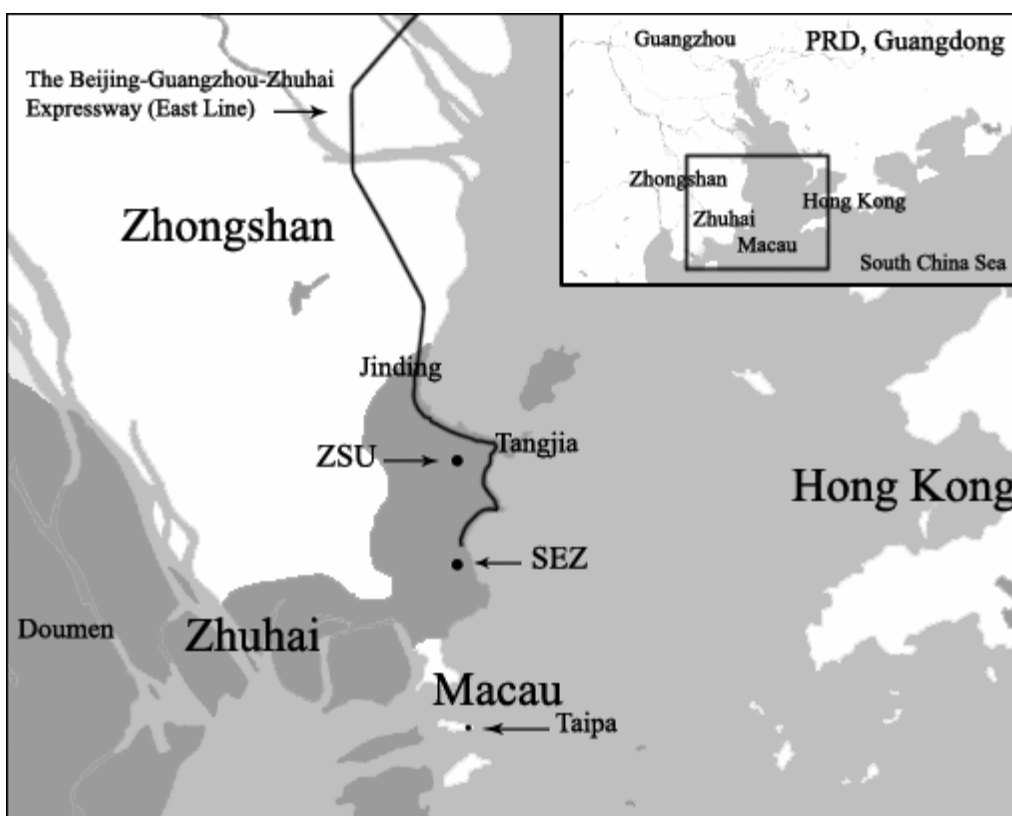 Guangzhou
PRD, Guangdong
The Beijing-Guangzhou-Zhuhai
Expressway (East Line)
Zhongshan
Hong Kong
Zhuhai
Macau
South China Sea
Zhongshan
Jinding
Tangjia
ZSU
Hong Kong
SEZ
Doumen
Zhuhai
Macau
Taipa